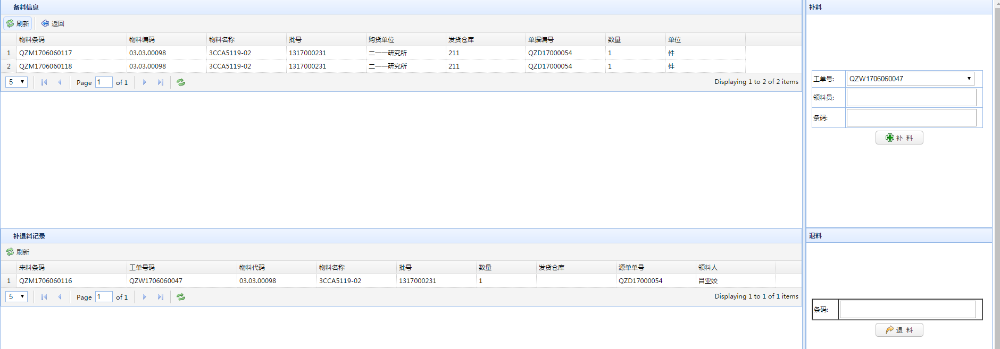 备料信息
刷新 返回
物料条码 物料编码 物料名称 批号 购货单位 发货仓库 单据编号 数量 单位
1 QZM1706060117 03.03.00098 3CCA5119-02 1317000231 二一一研究所 211 QZD17000054 1 件
2 QZM1706060118 03.03.00098 3CCA5119-02 1317000231 二一一研究所 211 QZD17000054 1 件
5 Page 1 of 1 Displaying 1 to 2 of 2 items
补料
工单号: QZW1706060047
领料员:
条码:
补 料
补退料记录
刷新
来料条码 工单号码 物料代码 物料名称 批号 数量 发货仓库 源单单号 领料人
1 QZM1706060116 QZW1706060047 03.03.00098 3CCA5119-02 1317000231 1 QZD17000054 吕亚姣
5 Page 1 of 1 Displaying 1 to 1 of 1 items
退料
条码:
退 料